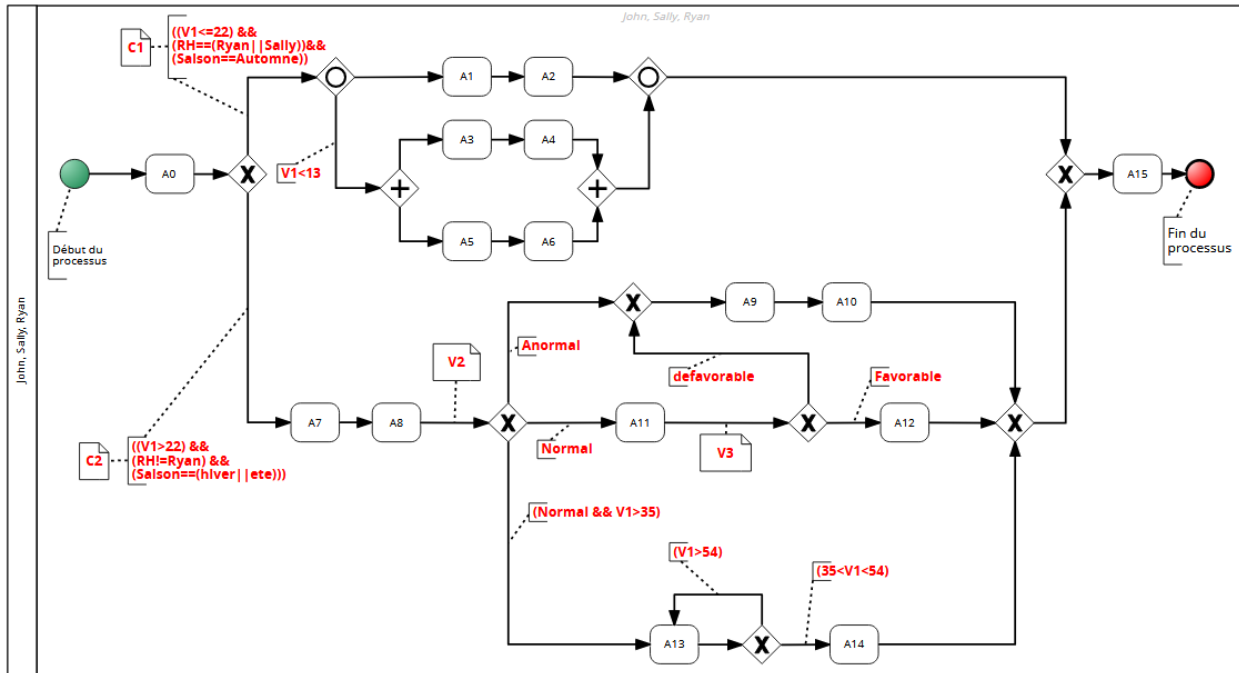 John, Sally, Ryan
John, Sally, Ryan
C1
((V1<=22) &&
(RH==(Ryan||Sally))&&
(Saison==Automne))
A1
A2
A3
A4
V1<13
A0
A15
A5
A6
Début du
processus
Fin du
processus
A9
A10
Anormal
V2
defavorable
Favorable
A7
A8
A11
A12
Normal
V3
C2
((V1>22) &&
(RH!=Ryan) &&
(Saison==(hiver||ete)))
(Normal && V1>35)
(V1>54)
(35<V1<54)
A13
A14